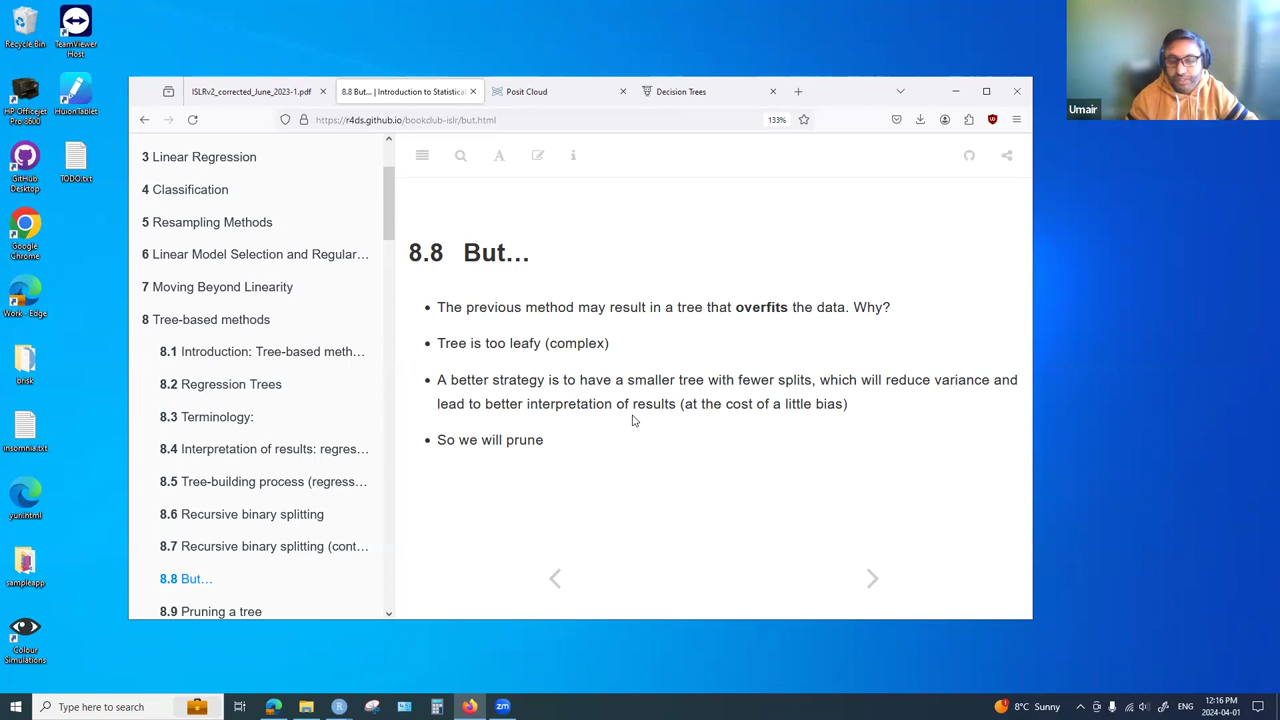 Recycle Bin
TeamViewer
Host
HP OfficeJet
Pro 8600
HuionTablet
GitHub
Desktop
TODO.txt
Google
Chrome
Work - Edge
brisk
insomnia.txt
yuri.html
sampleapp
Colour
Simulations
ISLRv2_corrected_June_2023-1.pdf
8.8 But... | Introduction to Statistica
Posit Cloud
Decision Trees
https://r4ds.github.io/bookdub-islr/but.html
133%
3 Linear Regression
4 Classification
5 Resampling Methods
6 Linear Model Selection and Regular...
7 Moving Beyond Linearity
8 Tree-based methods
8.1 Introduction: Tree-based meth...
8.2 Regression Trees
8.3 Terminology:
8.4 Interpretation of results: regres...
8.5 Tree-building process (regress...
8.6 Recursive binary splitting
8.7 Recursive binary splitting (cont...
8.8 But...
8.9 Pruning a tree
8.8 But...
• The previous method may result in a tree that overfits the data. Why?
• Tree is too leafy (complex)
• A better strategy is to have a smaller tree with fewer splits, which will reduce variance and
lead to better interpretation of results (at the cost of a little bias)
• So we will prune
Umair
Type here to search
zm
8°C Sunny
ENG
12:16 PM
2024-04-01